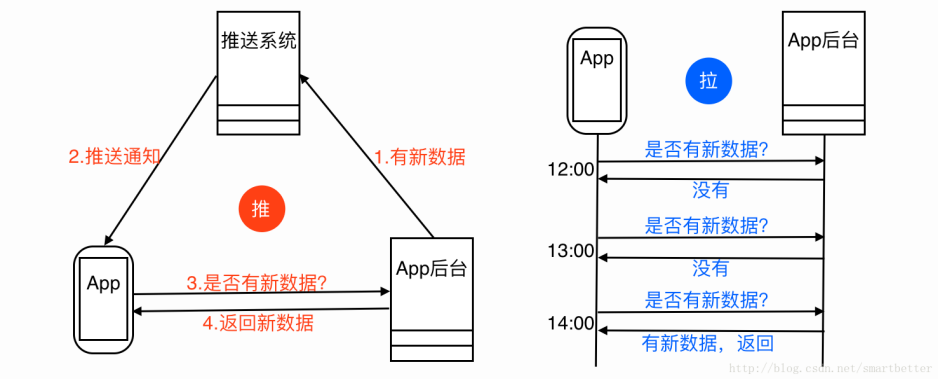 推送系统
2.推送通知
1.有新数据
推
App
3.是否有新数据?
4.返回新数据
App后台
App
拉
App后台
12:00
是否有新数据?
没有
13:00
是否有新数据?
没有
14:00
是否有新数据?
有新数据，返回
http://blog.csdn.net/smartbetter